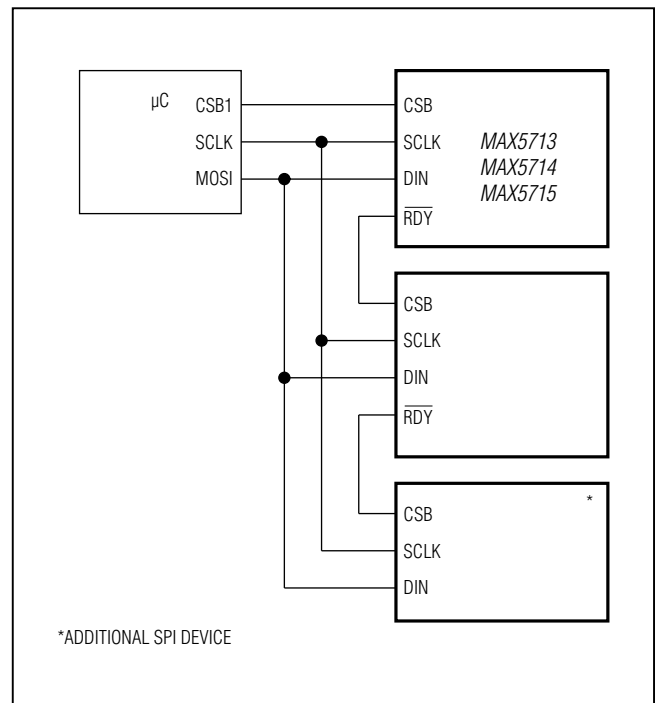 µC
CSB1
SCLK
MOSI
CSB
SCLK
DIN
RDY
MAX5713
MAX5714
MAX5715
CSB
SCLK
DIN
RDY
*
CSB
SCLK
DIN
*ADDITIONAL SPI DEVICE